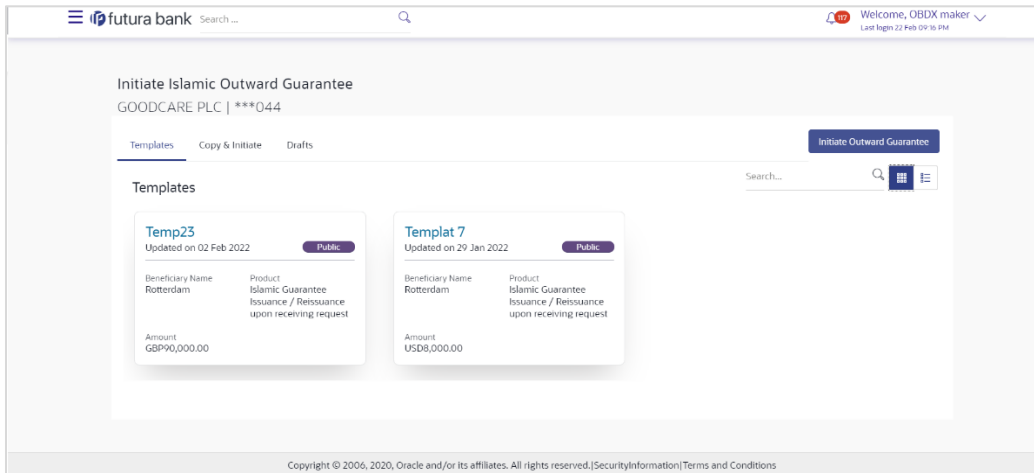 futura bank Search ... 117 Welcome, OBDX maker
Last login 22 Feb 09:16 PM
Initiate Islamic Outward Guarantee
GOODCARE PLC | ***044
Templates Copy & Initiate Drafts Initiate Outward Guarantee
Search...
Templates
Temp23
Updated on 02 Feb 2022 Public
Beneficiary Name Product
Rotterdam Islamic Guarantee
Issuance / Reissuance
upon receiving request
Amount
GBP90,000.00
Templat 7
Updated on 29 Jan 2022 Public
Beneficiary Name Product
Rotterdam Islamic Guarantee
Issuance / Reissuance
upon receiving request
Amount
USD8,000.00
Copyright © 2006, 2020, Oracle and/or its affiliates. All rights reserved.|SecurityInformation|Terms and Conditions